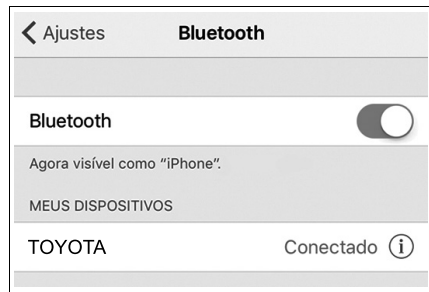 Ajustes Bluetooth
Bluetooth
Agora visível como “iPhone”.
MEUS DISPOSITIVOS
TOYOTA Conectado